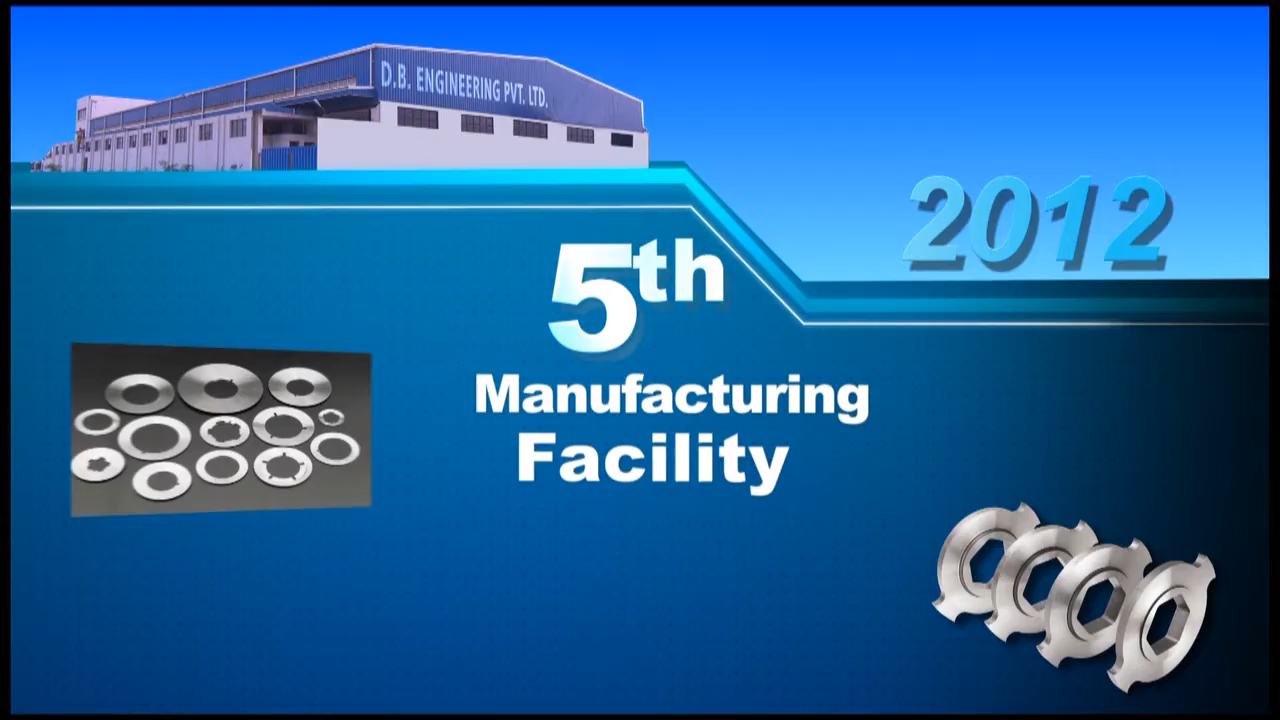 D.B. ENGINEERING PVT. LTD.
2012
5th
Manufacturing
Facility